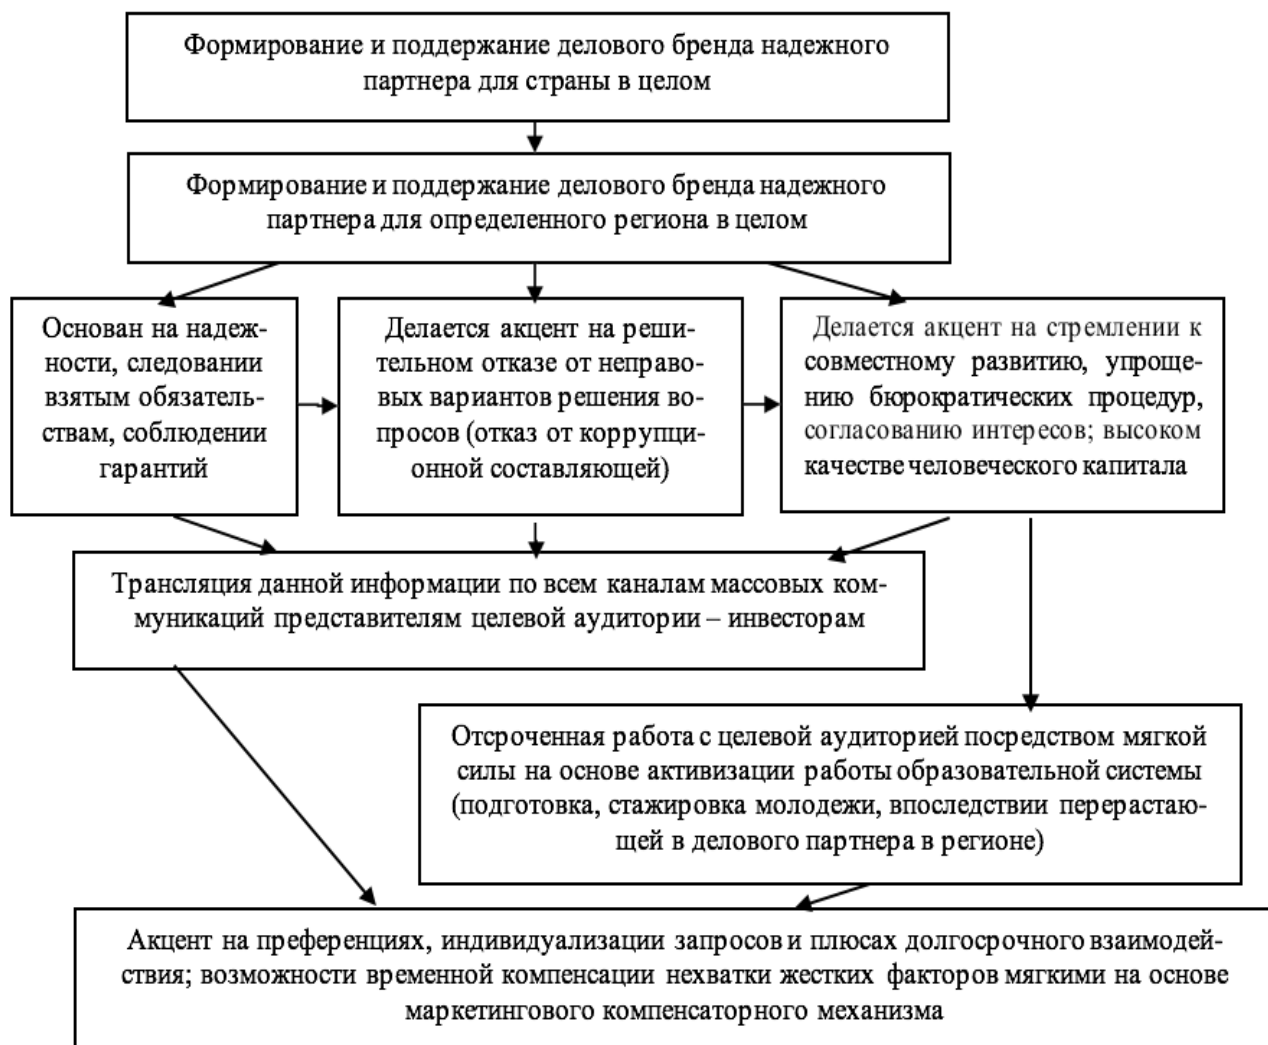 Формирование и поддержание делового бренда надежного
партнера для страны в целом
Формирование и поддержание делового бренда надежного
партнера для определенного региона в целом
Основан на надеж-
ности, следовании
взятым обязатель-
ствам, соблюдении
гарантий
Делается акцент на реши-
тельном отказе от неправо-
вых вариантов решения во-
просов (отказ от коррупци-
онной составляющей)
Делается акцент на стремлении к
совместному развитию, упроще-
нию бюрократических процедур,
согласованию интересов; высоком
качестве человеческого капитала
Трансляция данной информации по всем каналам массовых ком-
муникаций представителям целевой аудитории – инвесторам
Отсроченная работа с целевой аудиторией посредством мягкой
силы на основе активизации работы образовательной системы
(подготовка, стажировка молодежи, впоследствии перерастаю-
щей в делового партнера в регионе)
Акцент на преференциях, индивидуализации запросов и плюсах долгосрочного взаимодей-
ствия; возможности временной компенсации нехватки жестких факторов мягкими на основе
маркетингового компенсаторного механизма